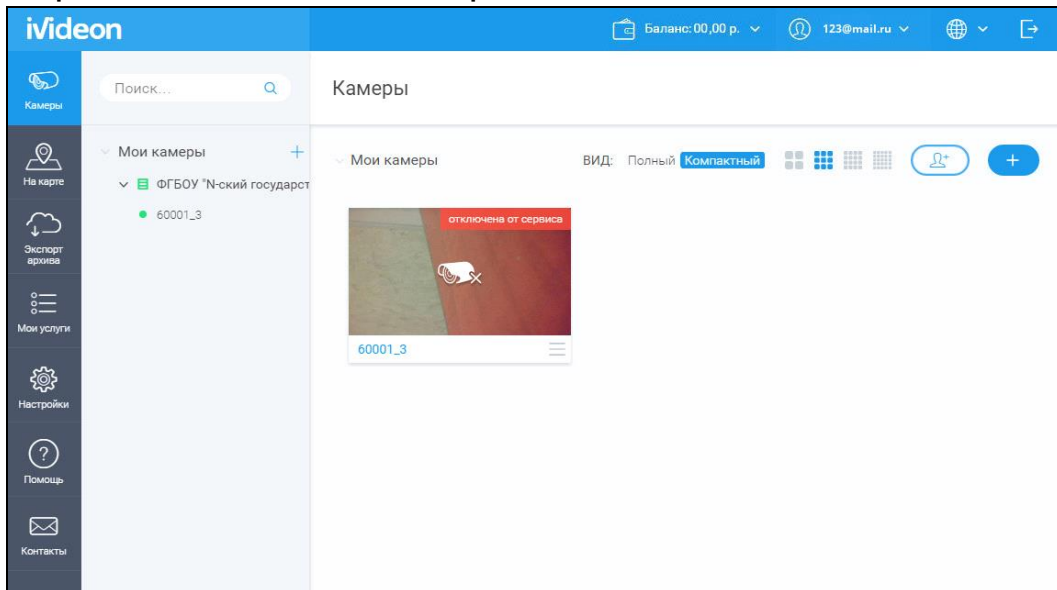 iVideon
Баланс: 00,00 р.
123@mail.ru
Камеры
Поиск...
Камеры
На карте
Мои камеры
ФГБОУ "N-ский государст
60001_3
Мои камеры
ВИД: Полный Компактный
отключена от сервиса
60001_3
Экспорт
архива
Мои услуги
Настройки
Помощь
Контакты